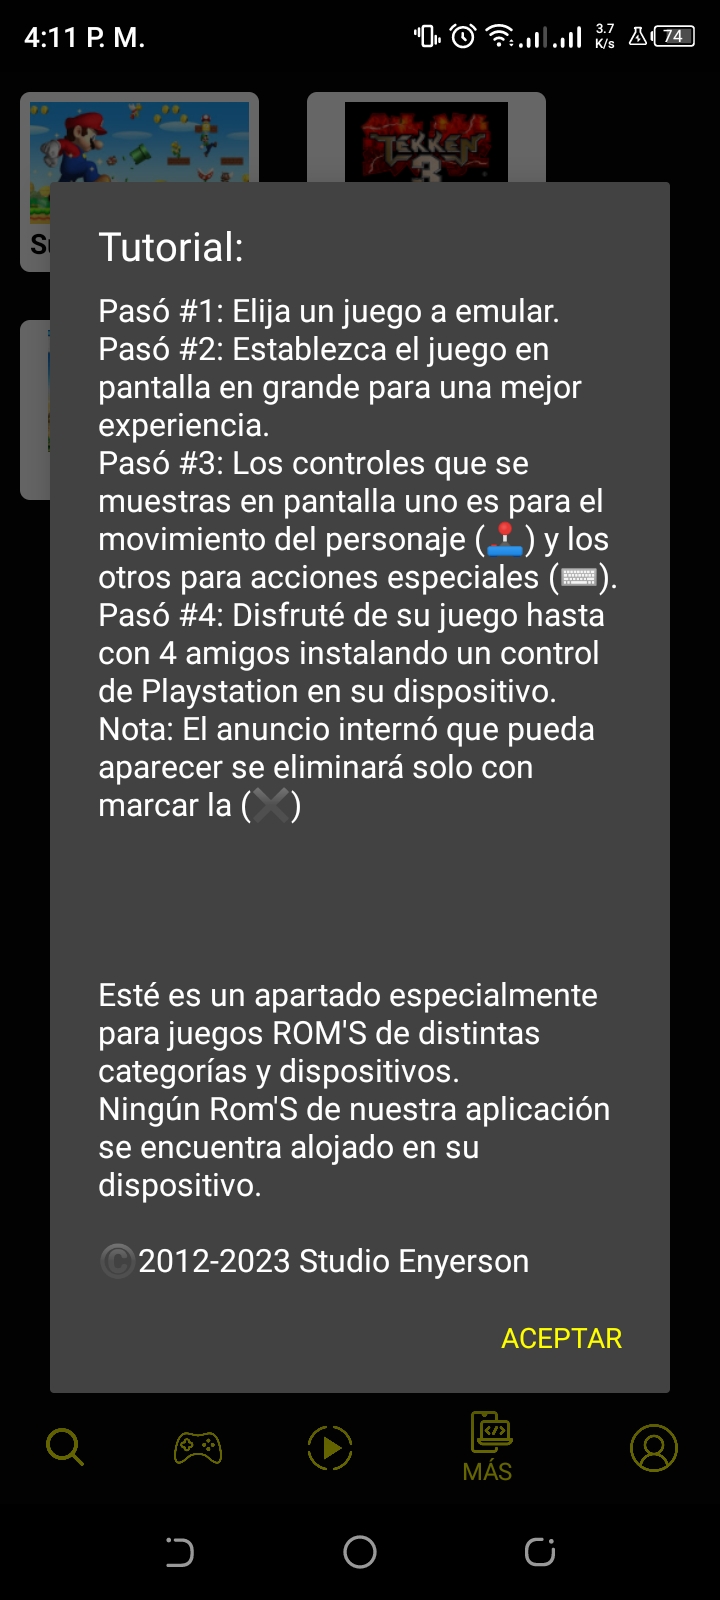 4:11 P. M.
3.7
K/s
74
TEKKEN
3
Su
Tutorial:
Pasó #1: Elija un juego a emular.
Pasó #2: Establezca el juego en
pantalla en grande para una mejor
experiencia.
Pasó #3: Los controles que se
muestras en pantalla uno es para el
movimiento del personaje (🕹️) y los
otros para acciones especiales (⌨️).
Pasó #4: Disfruté de su juego hasta
con 4 amigos instalando un control
de Playstation en su dispositivo.
Nota: El anuncio internó que pueda
aparecer se eliminará solo con
marcar la (✖️)
Esté es un apartado especialmente
para juegos ROM'S de distintas
categorías y dispositivos.
Ningún Rom'S de nuestra aplicación
se encuentra alojado en su
dispositivo.
©️2012-2023 Studio Enyerson
ACEPTAR
MÁS